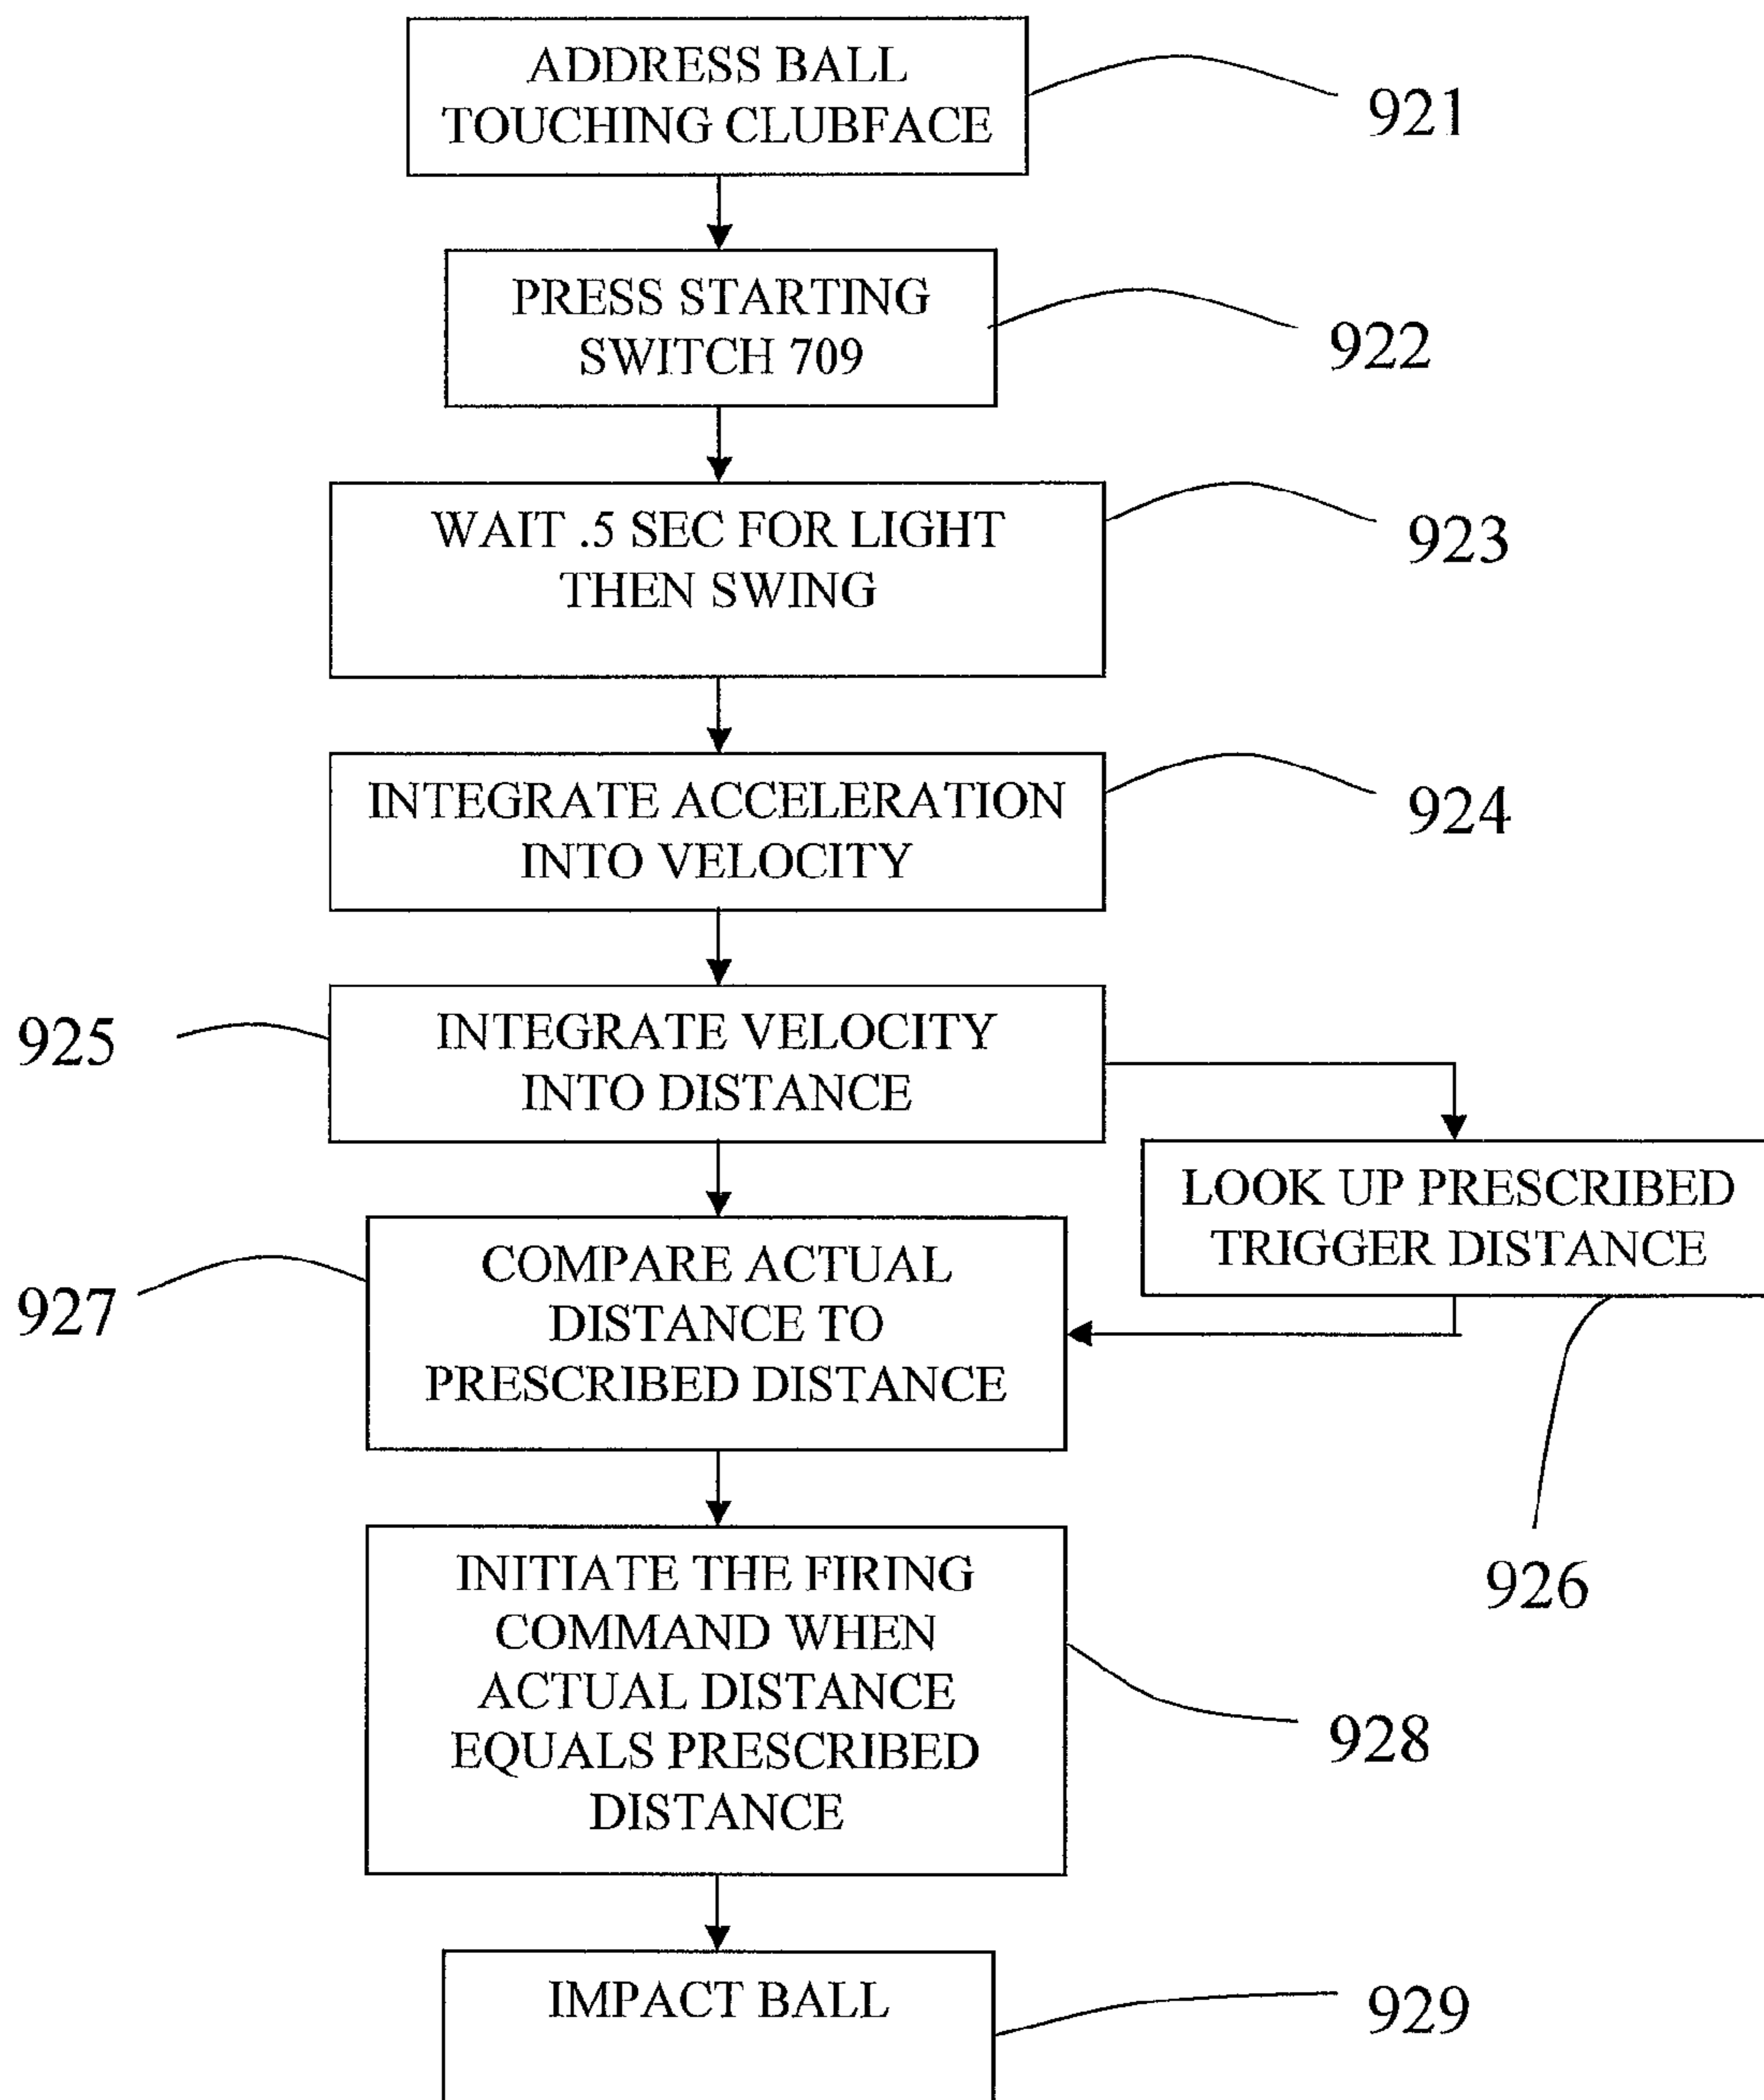 ADDRESS BALL
TOUCHING CLUBFACE
921
PRESS STARTING
SWITCH 709
922
WAIT .5 SEC FOR LIGHT
THEN SWING
923
INTEGRATE ACCELERATION
INTO VELOCITY
924
925
INTEGRATE VELOCITY
INTO DISTANCE
LOOK UP PRESCRIBED
TRIGGER DISTANCE
926
927
COMPARE ACTUAL
DISTANCE TO
PRESCRIBED DISTANCE
INITIATE THE FIRING
COMMAND WHEN
ACTUAL DISTANCE
EQUALS PRESCRIBED
DISTANCE
928
IMPACT BALL
929